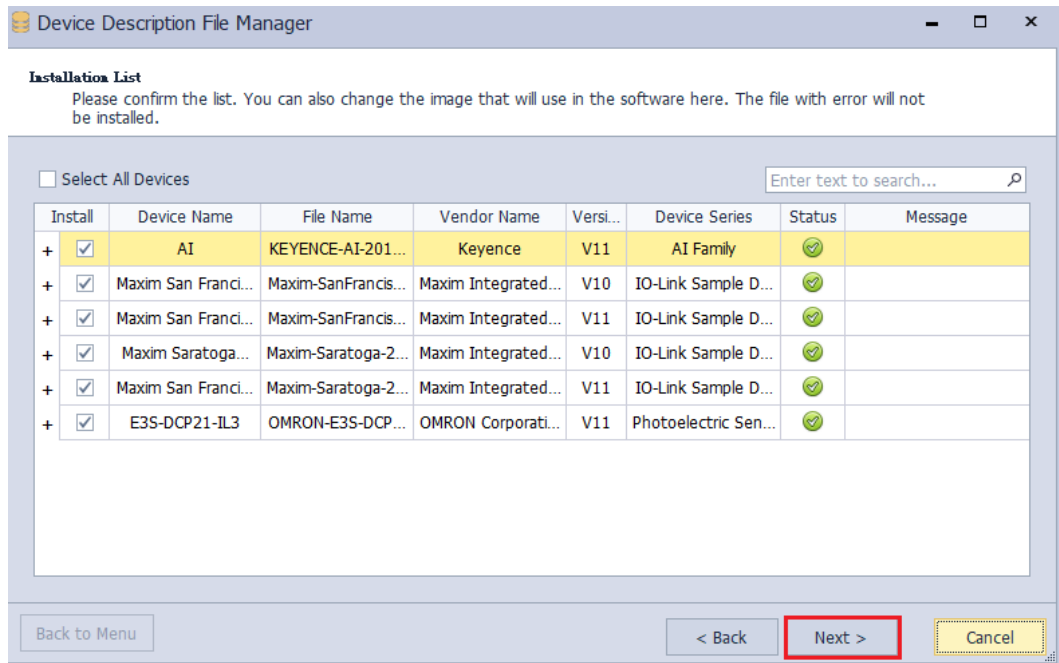 Device Description File Manager
Installation List
Please confirm the list. You can also change the image that will use in the software here. The file with error will not
be installed.
Select All Devices
Enter text to search...
Install Device Name File Name Vendor Name Versi... Device Series Status Message
+ AI KEYENCE-AI-201... Keyence V11 AI Family
+ Maxim San Franci... Maxim-SanFrancis... Maxim Integrated... V10 IO-Link Sample D...
+ Maxim San Franci... Maxim-SanFrancis... Maxim Integrated... V11 IO-Link Sample D...
+ Maxim Saratoga... Maxim-Saratoga-2... Maxim Integrated... V10 IO-Link Sample D...
+ Maxim San Franci... Maxim-Saratoga-2... Maxim Integrated... V11 IO-Link Sample D...
+ E3S-DCP21-IL3 OMRON-E3S-DCP... OMRON Corporati... V11 Photoelectric Sen...
Back to Menu < Back Next > Cancel